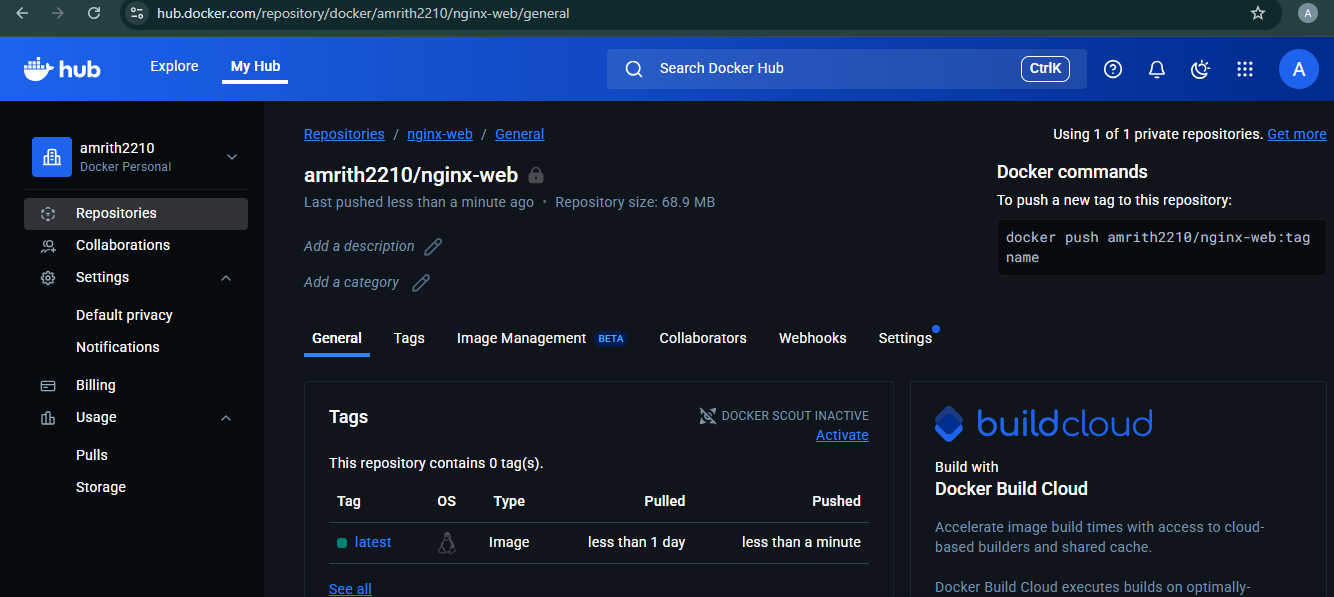 hub.docker.com/repository/docker/amrith2210/nginx-web/general
A
hub
Explore
My Hub
Search Docker Hub
CtrlK
A
amrith2210
Docker Personal
Repositories
Collaborations
Settings
Default privacy
Notifications
Billing
Usage
Pulls
Storage
Repositories / nginx-web / General
Using 1 of 1 private repositories. Get more
amrith2210/nginx-web
Last pushed less than a minute ago · Repository size: 68.9 MB
Add a description
Add a category
Docker commands
To push a new tag to this repository:
docker push amrith2210/nginx-web:tag
name
General
Tags
Image Management BETA
Collaborators
Webhooks
Settings
Tags
DOCKER SCOUT INACTIVE
Activate
This repository contains 0 tag(s).
Tag OS Type Pulled Pushed
latest Image less than 1 day less than a minute
See all
buildcloud
Build with
Docker Build Cloud
Accelerate image build times with access to cloud-
based builders and shared cache.
Docker Build Cloud executes builds on optimally-